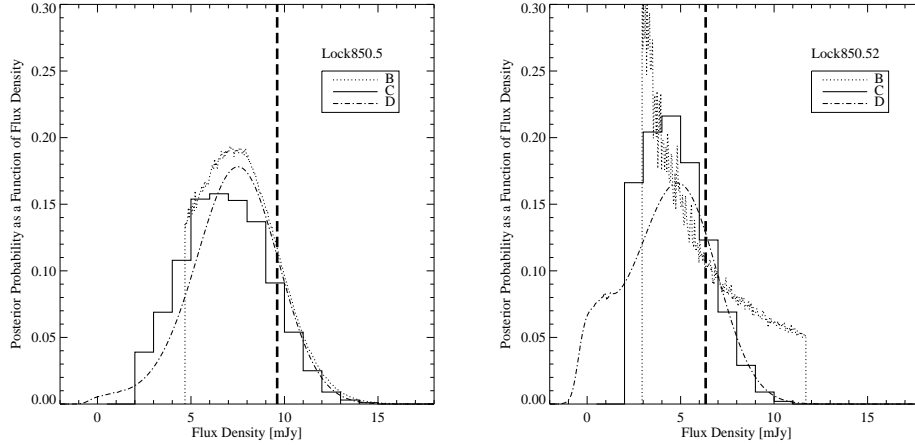 0.30
0.25
0.20
0.15
0.10
0.05
0.00
Posterior Probability as a Function of Flux Density
Lock850.5
B
C
D
0
5
10
15
Flux Density [mJy]
0.30
0.25
0.20
0.15
0.10
0.05
0.00
Posterior Probability as a Function of Flux Density
Lock850.52
B
C
D
0
5
10
15
Flux Density [mJy]